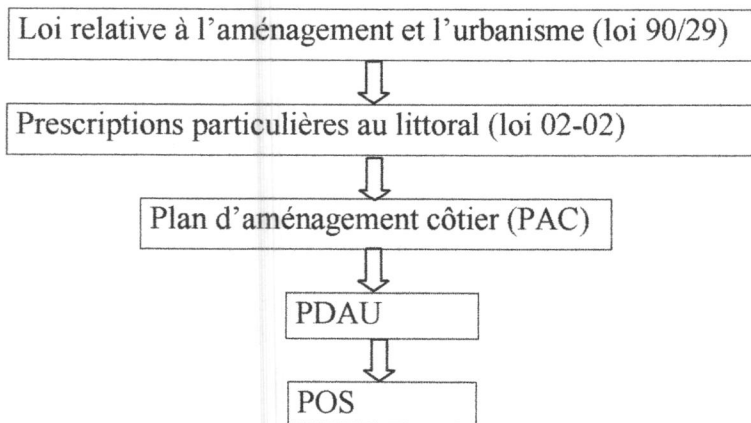 Loi relative à l’aménagement et l’urbanisme (loi 90/29)
Prescriptions particulières au littoral (loi 02-02)
Plan d’aménagement côtier (PAC)
PDAU
POS